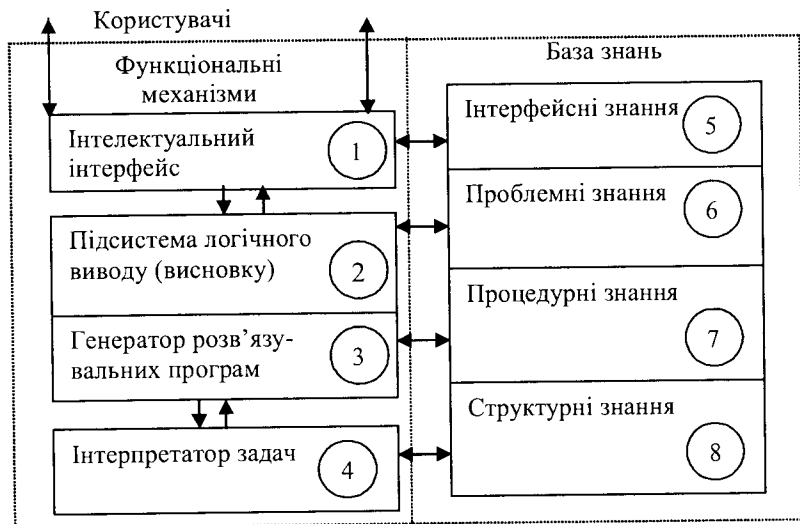 Користувачі
Функціональні
механізми
Інтелектуальний
інтерфейс
1
Підсистема логічного
виводу (висновку)
2
Генератор розв’язу-
вальних програм
3
Інтерпретатор задач
4
База знань
Інтерфейсні знання
5
Проблемні знання
6
Процедурні знання
7
Структурні знання
8